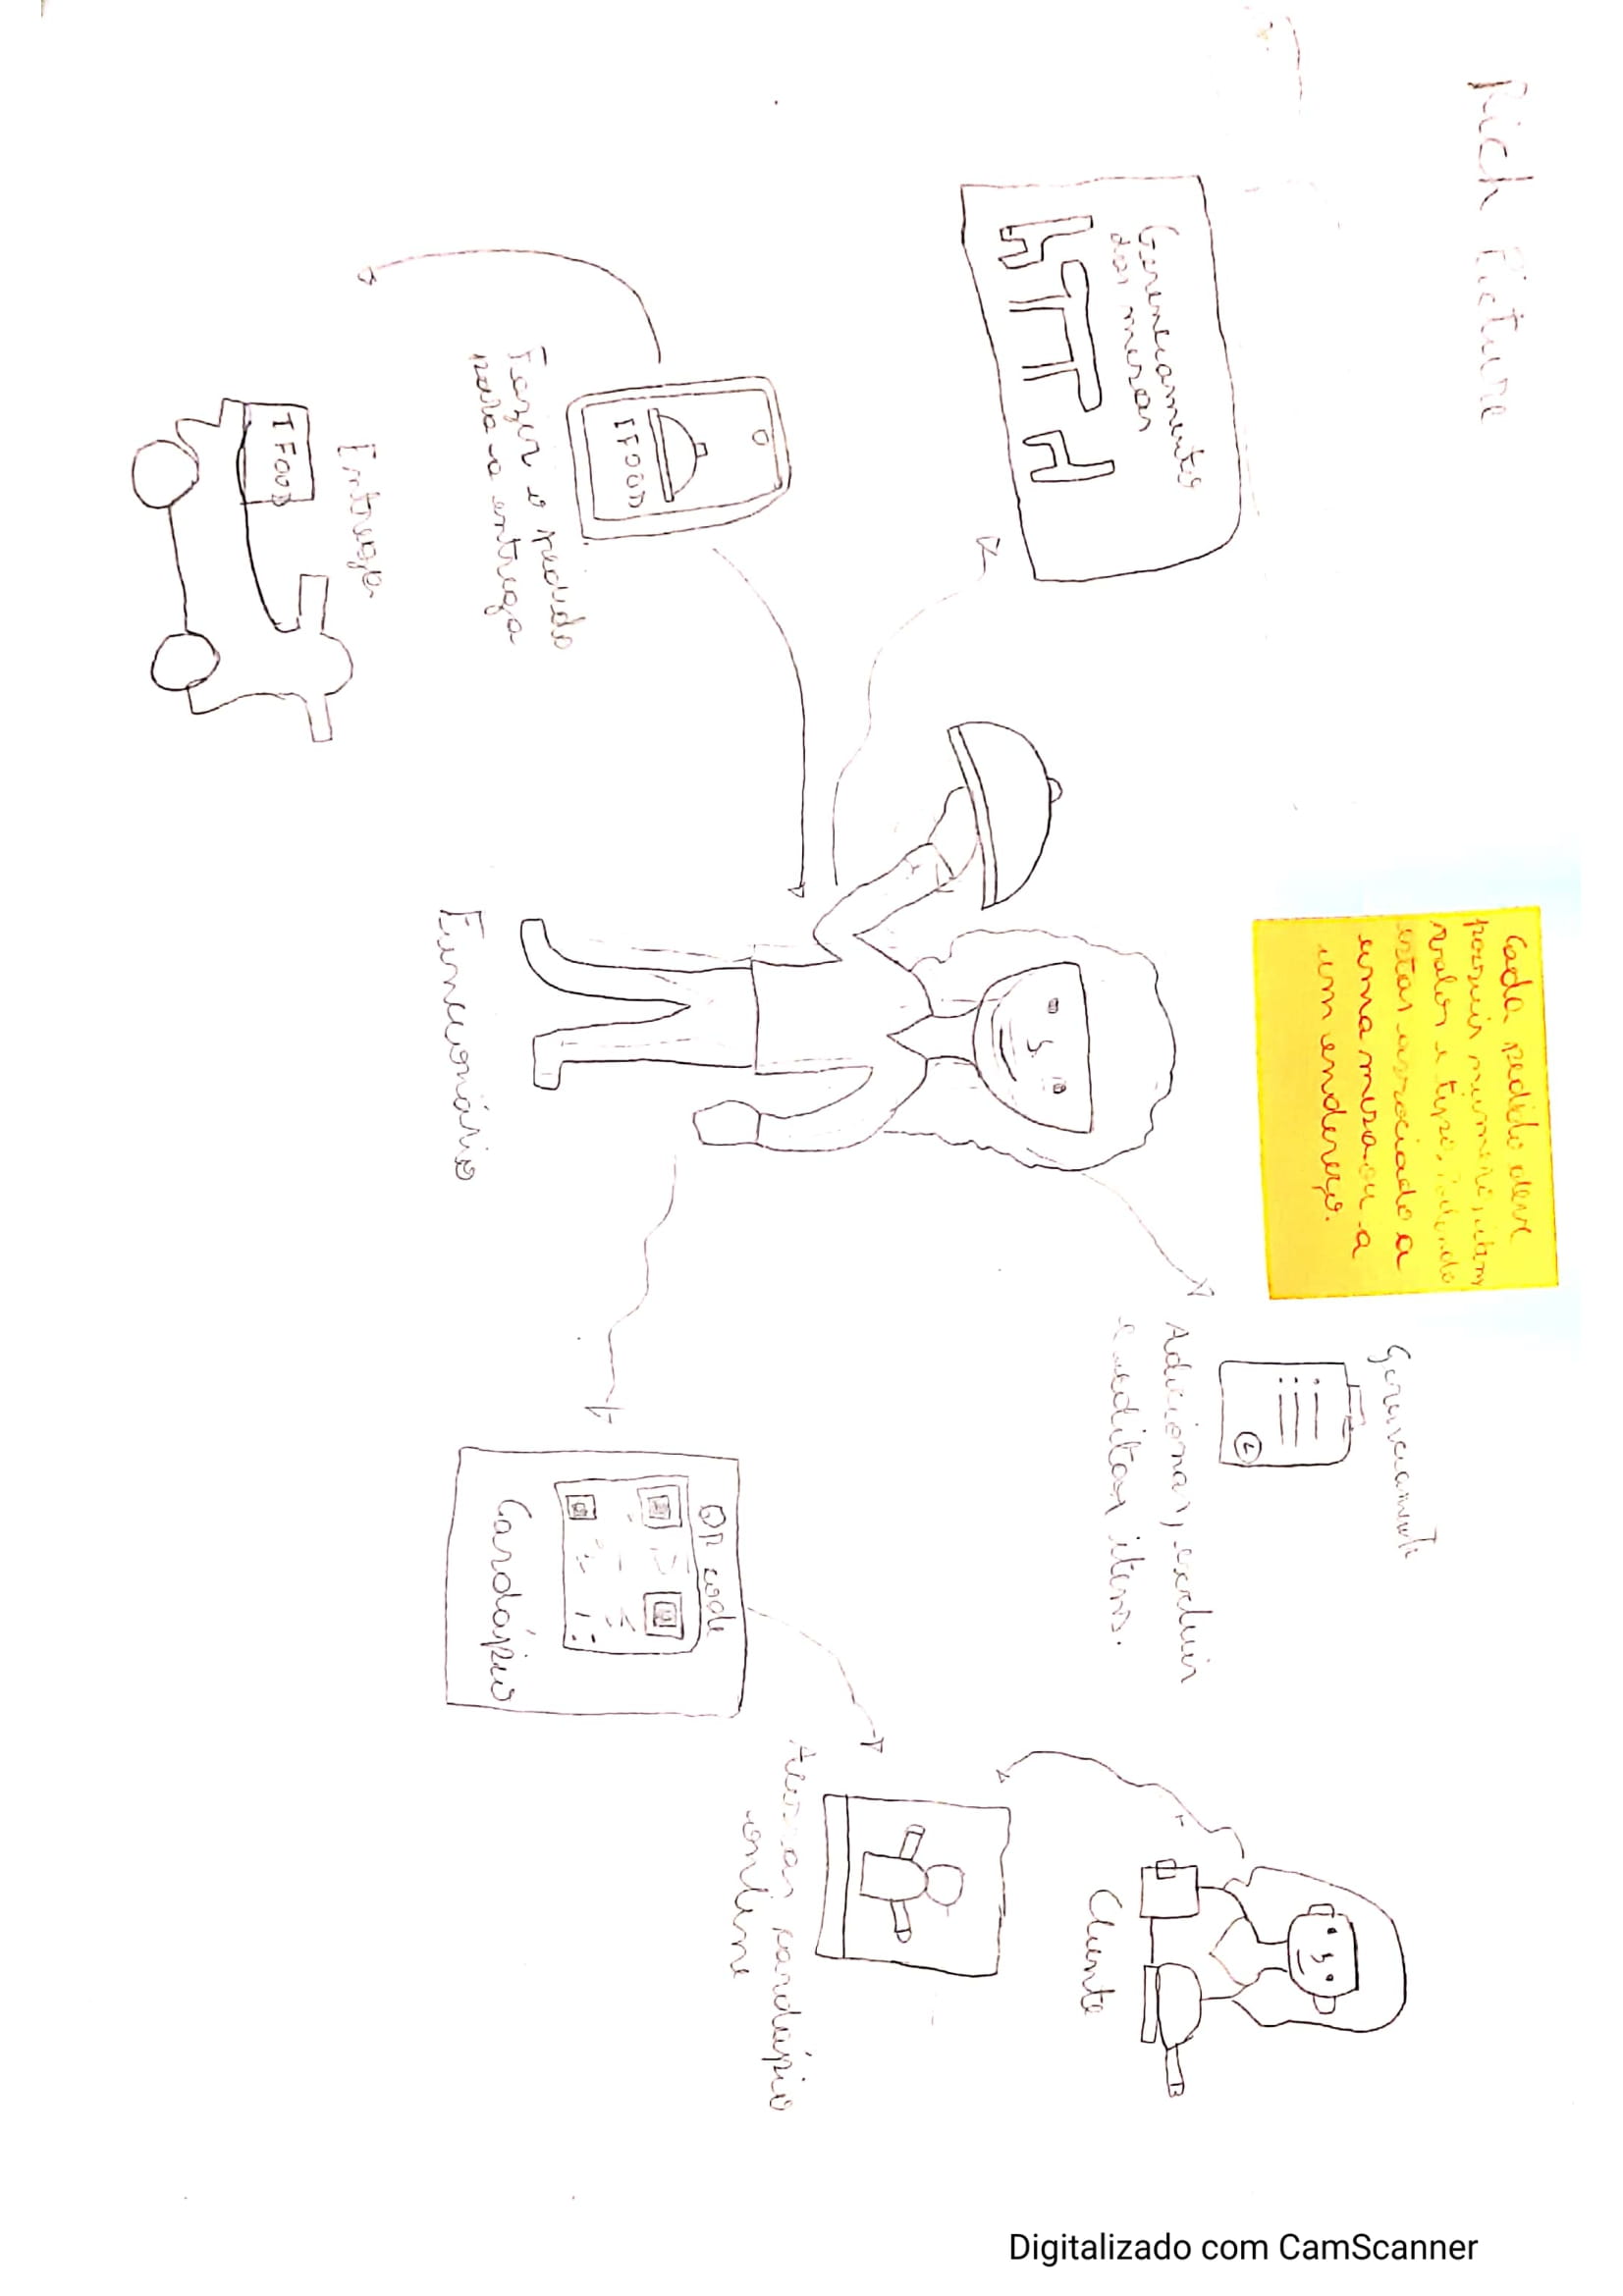 Rich Picture
Cada pedido deve
possuir numero, item
valor e tipo. Podendo
estar associado a
uma mesa ou a
um endereço.
Gerenciamento
Adicionar, excluir
e editar itens.
Cliente
Gerenciamento
das mesas
Acessar cardápio
online
QR code
Cardápio
IFOOD
Fazer o pedido
para a entrega
Funcionário
Entrega
IFOOD
Digitalizado com CamScanner